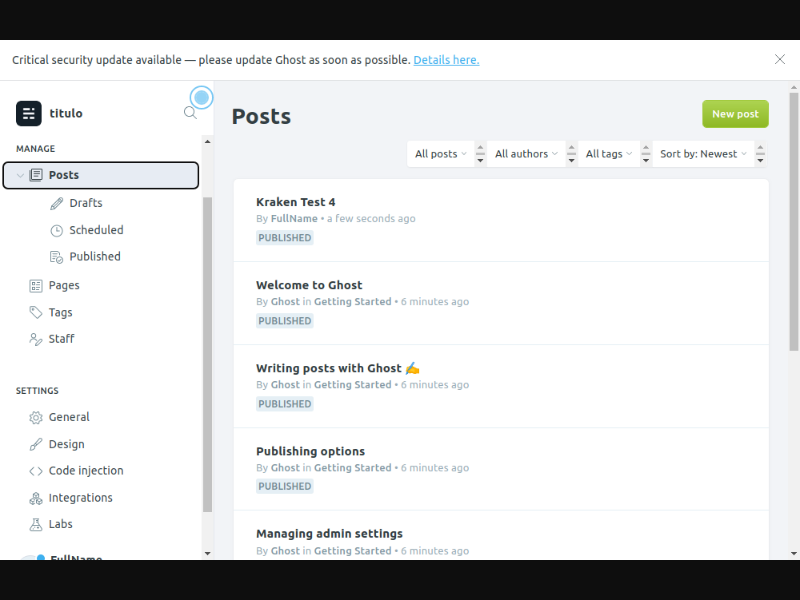 Critical security update available — please update Ghost as soon as possible. Details here.
titulo
MANAGE
Posts
Drafts
Scheduled
Published
Pages
Tags
Staff
SETTINGS
General
Design
Code injection
Integrations
Labs
FullName
Posts
New post
All posts
All authors
All tags
Sort by: Newest
Kraken Test 4
By FullName • a few seconds ago
PUBLISHED
Welcome to Ghost
By Ghost in Getting Started • 6 minutes ago
PUBLISHED
Writing posts with Ghost ✍️
By Ghost in Getting Started • 6 minutes ago
PUBLISHED
Publishing options
By Ghost in Getting Started • 6 minutes ago
PUBLISHED
Managing admin settings
By Ghost in Getting Started • 6 minutes ago